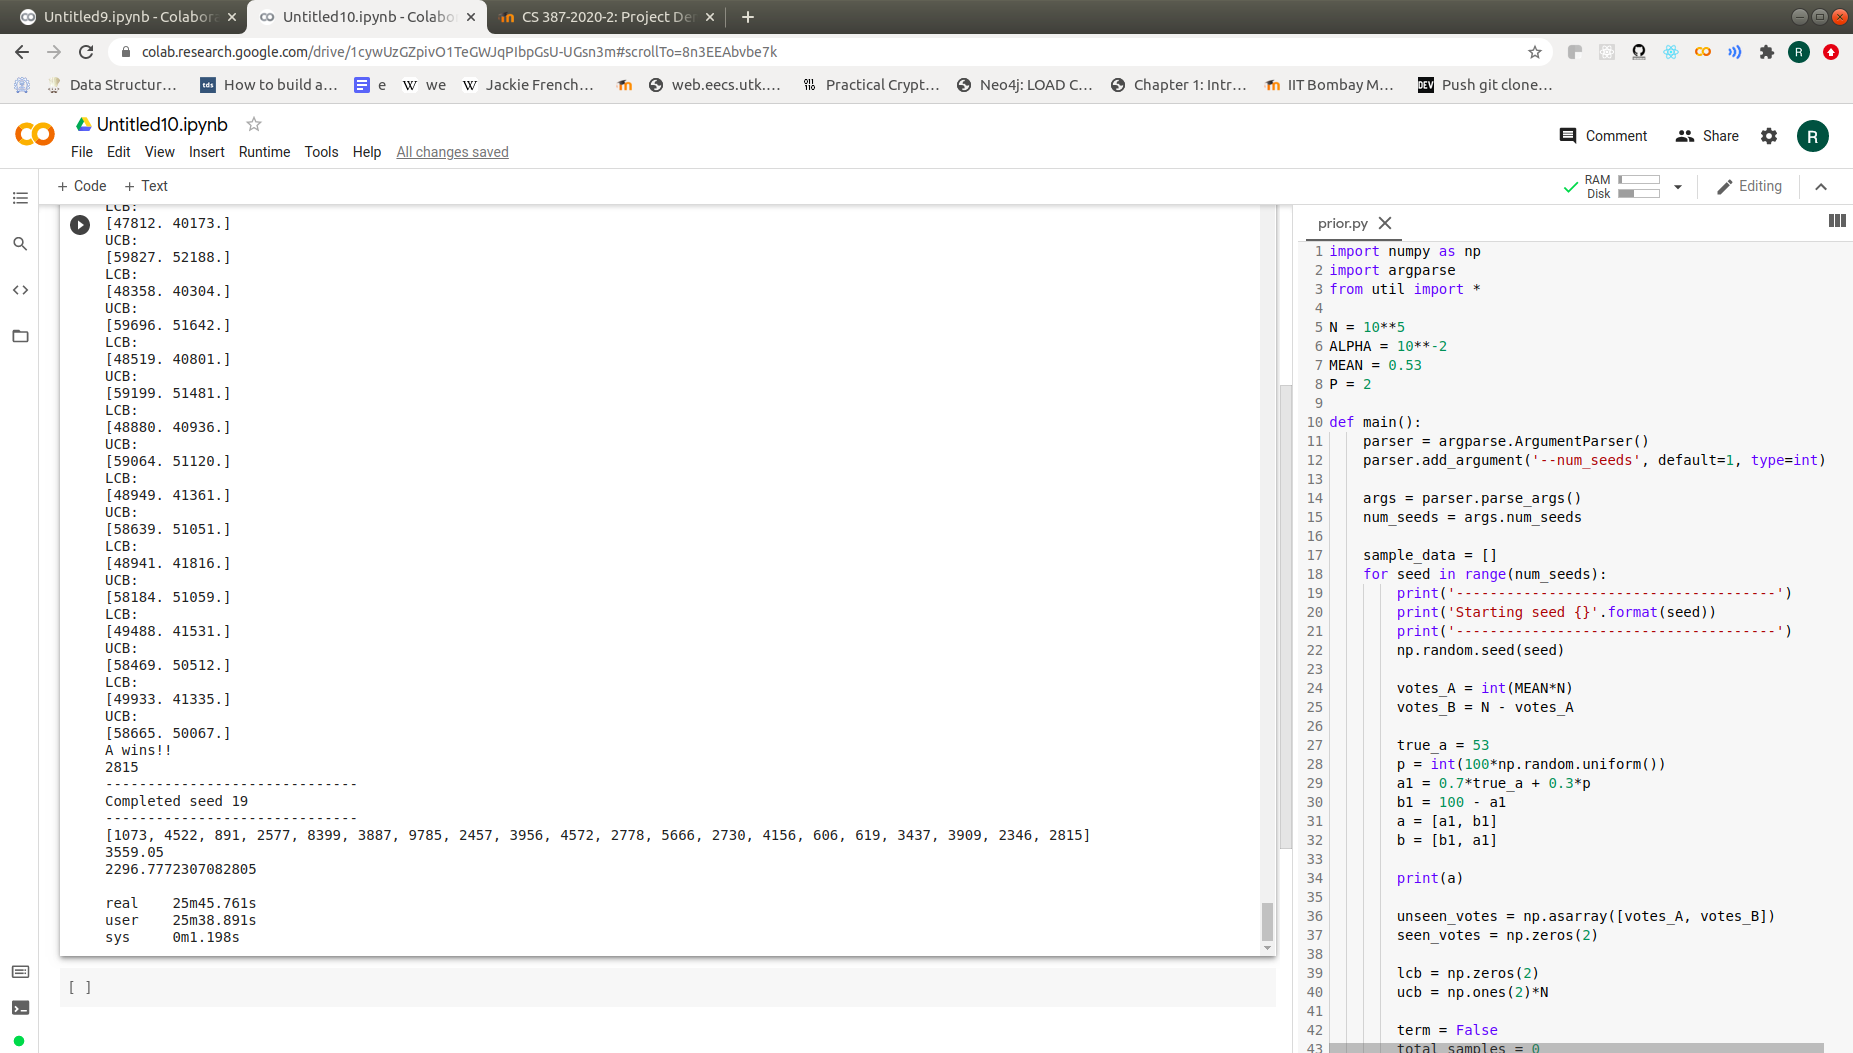 Untitled9.ipynb - Colabora
Untitled10.ipynb - Colabo
CS 387-2020-2: Project De
colab.research.google.com/drive/1cywUzGZpivO1TeGWJqPIbpGsU-UGsn3m#scrollTo=8n3EEAbvbe7k
R
Data Structur...
tds How to build a...
e
W we
W Jackie French...
web.eecs.utk....
Practical Crypt...
Neo4j: LOAD C...
Chapter 1: Intr...
IIT Bombay M...
DEV Push git clone...
Untitled10.ipynb
Comment
Share
R
File Edit View Insert Runtime Tools Help All changes saved
+ Code + Text
RAM
Disk
Editing
LCB:
[47812. 40173.]
UCB:
[59827. 52188.]
LCB:
[48358. 40304.]
UCB:
[59696. 51642.]
LCB:
[48519. 40801.]
UCB:
[59199. 51481.]
LCB:
[48880. 40936.]
UCB:
[59064. 51120.]
LCB:
[48949. 41361.]
UCB:
[58639. 51051.]
LCB:
[48941. 41816.]
UCB:
[58184. 51059.]
LCB:
[49488. 41531.]
UCB:
[58469. 50512.]
LCB:
[49933. 41335.]
UCB:
[58665. 50067.]
A wins!!
2815
------------------------------
Completed seed 19
------------------------------
[1073, 4522, 891, 2577, 8399, 3887, 9785, 2457, 3956, 4572, 2778, 5666, 2730, 4156, 606, 619, 3437, 3909, 2346, 2815]
3559.05
2296.7772307082805
real 25m45.761s
user 25m38.891s
sys 0m1.198s
[ ]
prior.py
1 import numpy as np
2 import argparse
3 from util import *
4
5 N = 10**5
6 ALPHA = 10**-2
7 MEAN = 0.53
8 P = 2
9
10 def main():
11 parser = argparse.ArgumentParser()
12 parser.add_argument('--num_seeds', default=1, type=int)
13
14 args = parser.parse_args()
15 num_seeds = args.num_seeds
16
17 sample_data = []
18 for seed in range(num_seeds):
19 print('--------------------------------------')
20 print('Starting seed {}'.format(seed))
21 print('--------------------------------------')
22 np.random.seed(seed)
23
24 votes_A = int(MEAN*N)
25 votes_B = N - votes_A
26
27 true_a = 53
28 p = int(100*np.random.uniform())
29 a1 = 0.7*true_a + 0.3*p
30 b1 = 100 - a1
31 a = [a1, b1]
32 b = [b1, a1]
33
34 print(a)
35
36 unseen_votes = np.asarray([votes_A, votes_B])
37 seen_votes = np.zeros(2)
38
39 lcb = np.zeros(2)
40 ucb = np.ones(2)*N
41
42 term = False
43 total_samples = 0